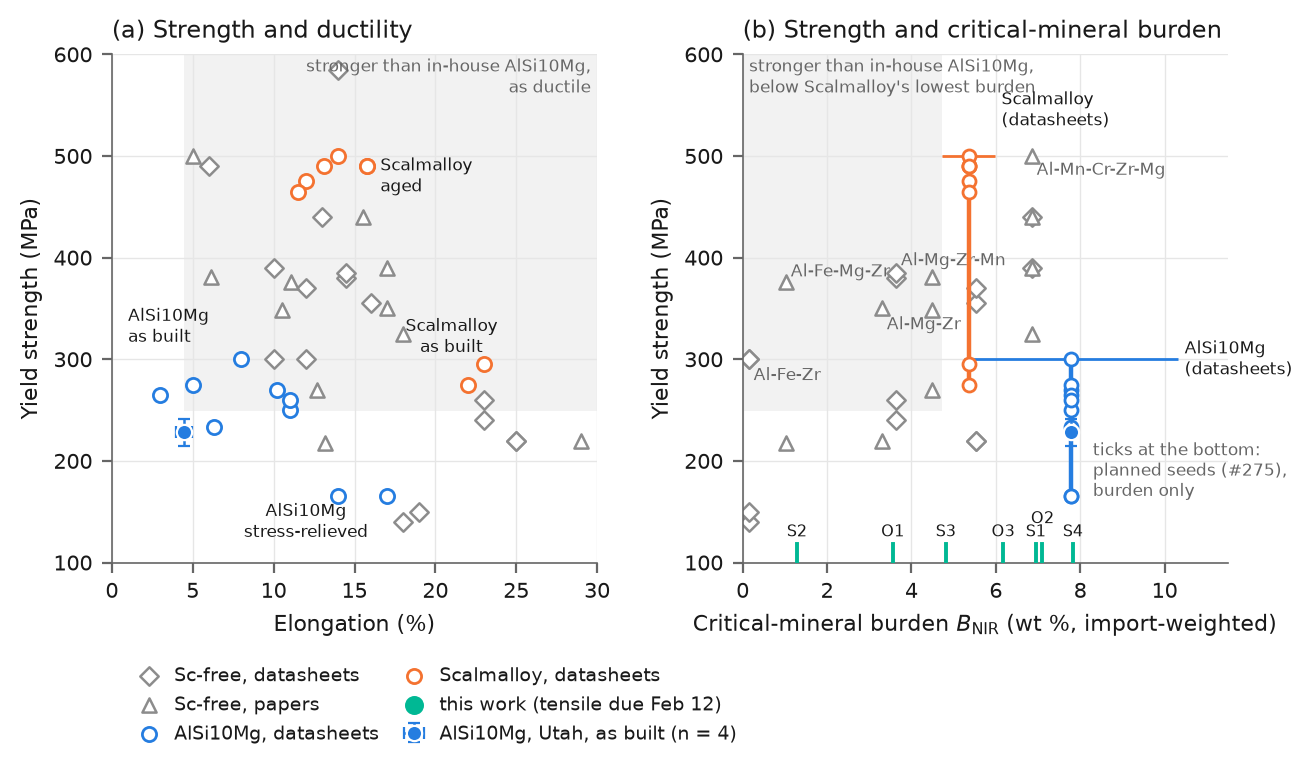 (a) Strength and ductility
(b) Strength and critical-mineral burden
600
500
400
300
200
100
Yield strength (MPa)
stronger than in-house AlSi10Mg,
as ductile
Scalmalloy
aged
AlSi10Mg
as built
Scalmalloy
as built
AlSi10Mg
stress-relieved
0
5
10
15
20
25
30
Elongation (%)
600
500
400
300
200
100
Yield strength (MPa)
stronger than in-house AlSi10Mg,
below Scalmalloy's lowest burden
Scalmalloy
(datasheets)
Al-Mn-Cr-Zr-Mg
Al-Mg-Zr-Mn
Al-Fe-Mg-Zr
Al-Mg-Zr
Al-Fe-Zr
AlSi10Mg
(datasheets)
ticks at the bottom:
planned seeds (#275),
burden only
S2
O1
S3
O3
S1
O2
S4
0
2
4
6
8
10
Critical-mineral burden BNIR (wt %, import-weighted)
Sc-free, datasheets
Sc-free, papers
AlSi10Mg, datasheets
Scalmalloy, datasheets
this work (tensile due Feb 12)
AlSi10Mg, Utah, as built (n = 4)